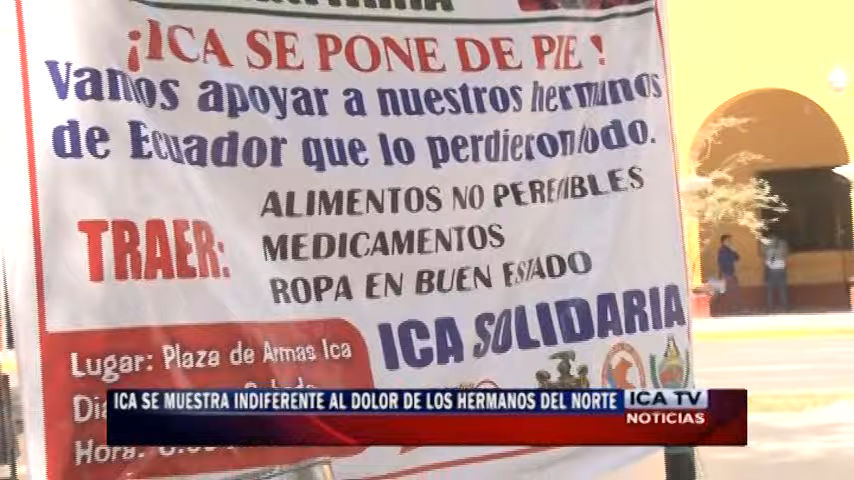 ¡ICA SE PONE DE PIE !
Vamos apoyar a nuestros hermanos
de Ecuador que lo perdieron todo.
TRAER:
ALIMENTOS NO PERECIBLES
MEDICAMENTOS
ROPA EN BUEN ESTADO
ICA SOLIDARIA
Lugar: Plaza de Armas Ica
Hora:
ICA SE MUESTRA INDIFERENTE AL DOLOR DE LOS HERMANOS DEL NORTE
ICA TV
NOTICIAS